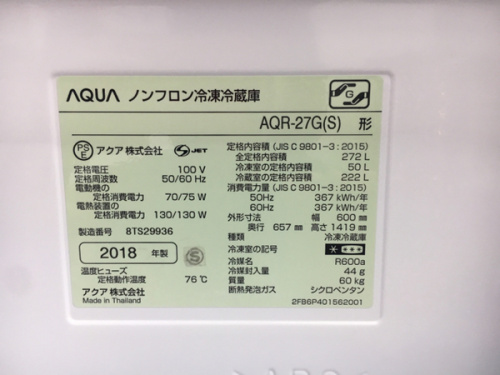 AQUA ノンフロン冷凍冷蔵庫
AQR-27G(S) 形
PS
E
アクア 株式会社 S JET
定格電圧 100 V
定格周波数 50/60 Hz
電動機の
定格消費電力 70/75 W
電熱装置の
定格消費電力 130/130 W
製造番号 8TS29936
2018 年製
温度ヒューズ
定格動作温度 76℃
アクア 株式会社
Made in Thailand
定格内容積 (JIS C 9801-3 : 2015)
全定格内容積 272 L
冷凍室の定格内容積 50 L
冷蔵室の定格内容積 222 L
消費電力量 (JIS C 9801-3 : 2015)
50Hz 367 kWh/年
60Hz 367 kWh/年
外形寸法 幅 600 mm
奥行 657 mm 高さ 1419 mm
種類 冷凍冷蔵庫
冷凍室の記号
冷媒 R600a
冷媒封入量 44 g
質量 60 kg
断熱発泡ガス シクロペンタン
2FB6P401562001